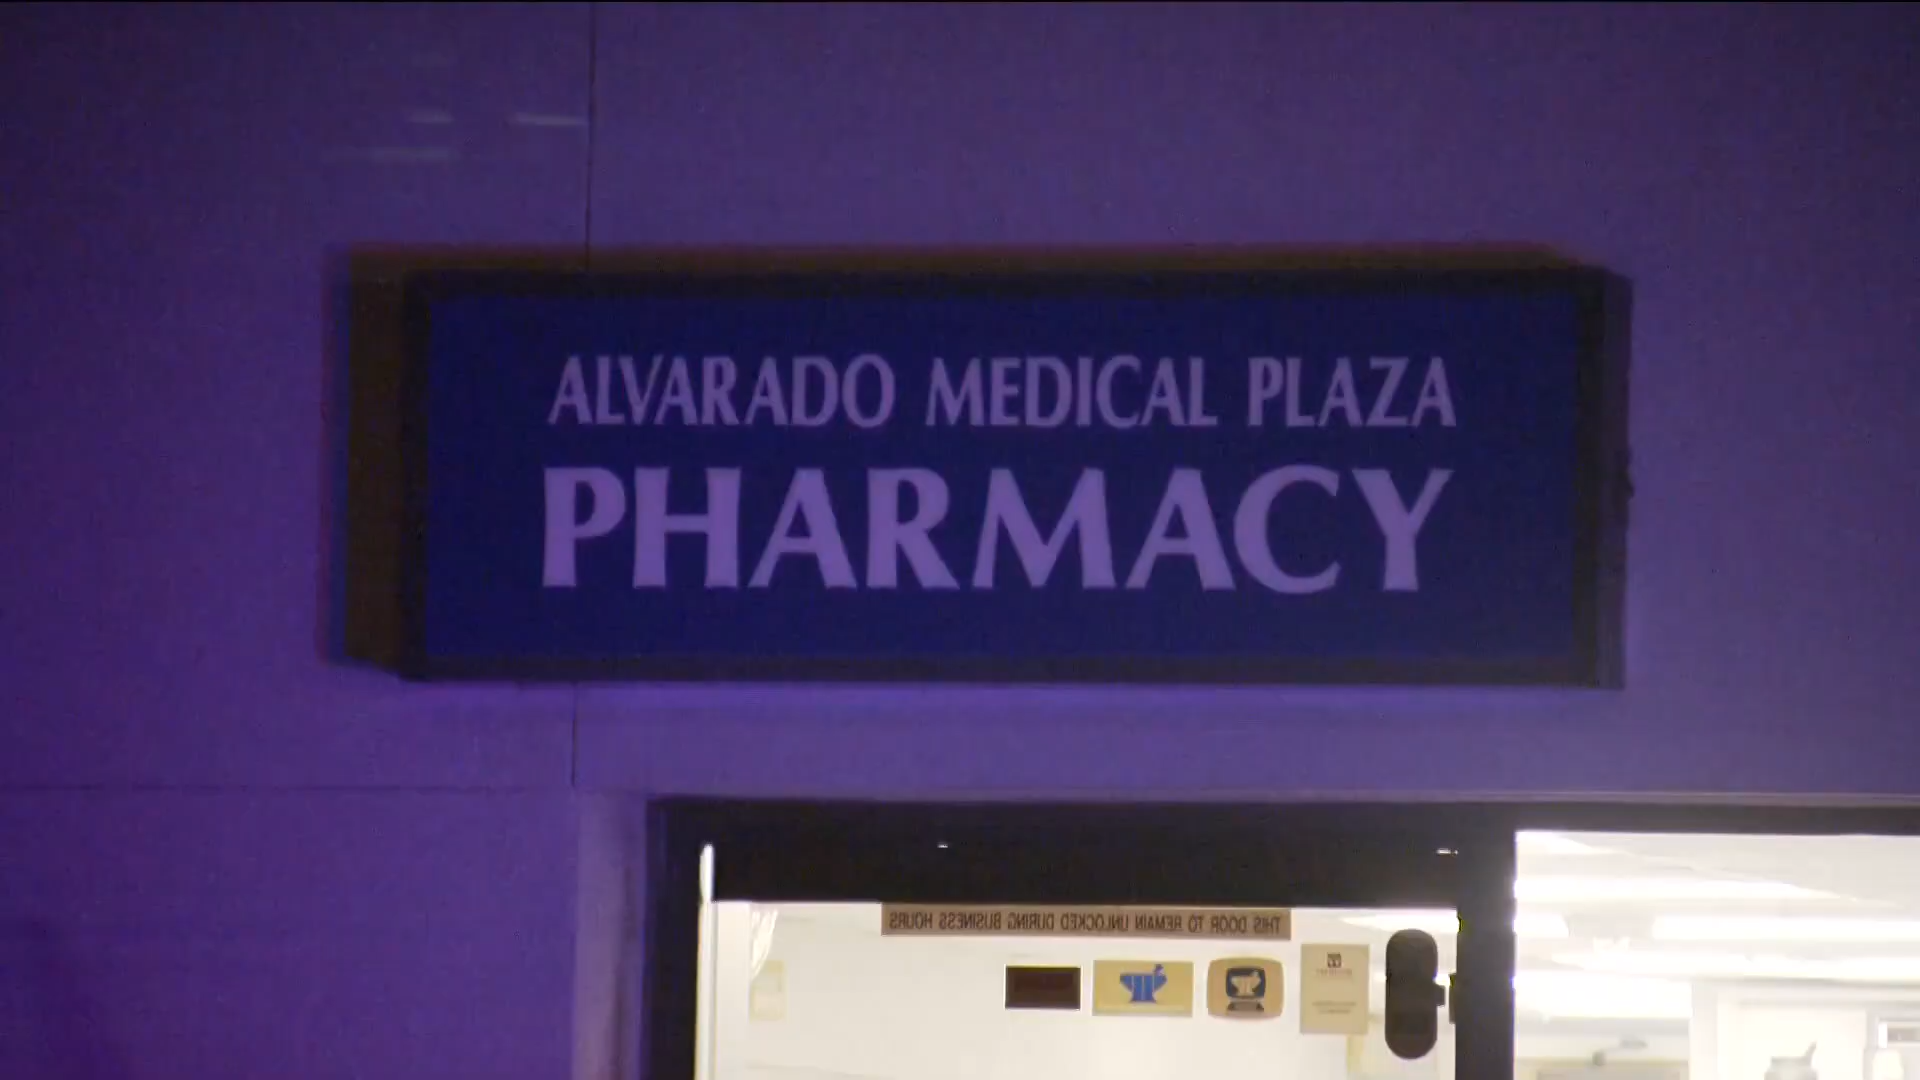 ALVARADO MEDICAL PLAZA
PHARMACY
THIS DOOR TO REMAIN UNLOCKED DURING BUSINESS HOURS